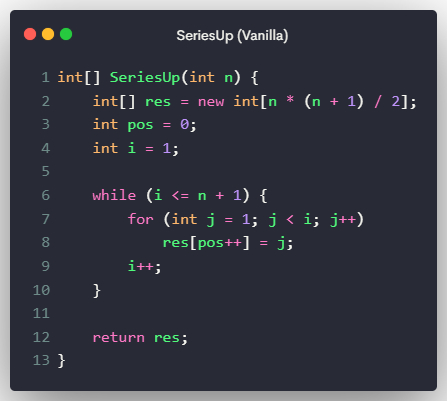 SeriesUp (Vanilla)
1 int[] SeriesUp(int n) {
2     int[] res = new int[n * (n + 1) / 2];
3     int pos = 0;
4     int i = 1;
5
6     while (i <= n + 1) {
7         for (int j = 1; j < i; j++)
8             res[pos++] = j;
9         i++;
10     }
11
12     return res;
13 }